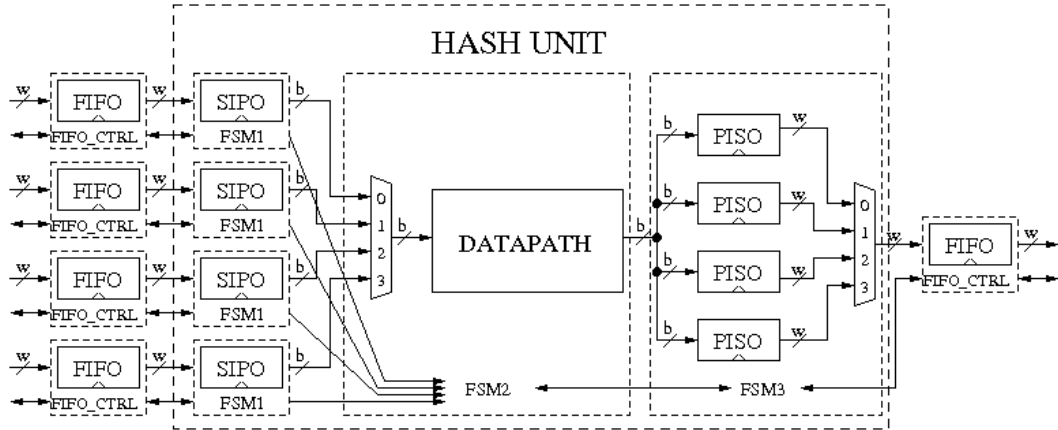 HASH UNIT
w w b b w
FIFO SIPO PISO
FIFO_CTRL FSM1
w w b 0 b w 0
FIFO SIPO 1 b PISO 1 w w
FIFO_CTRL FSM1 2 DATAPATH b 2 FIFO
w w b 3 b w 3 FIFO_CTRL
FIFO SIPO PISO
FIFO_CTRL FSM1 b w
w w b PISO
FIFO SIPO FSM2 FSM3
FIFO_CTRL FSM1